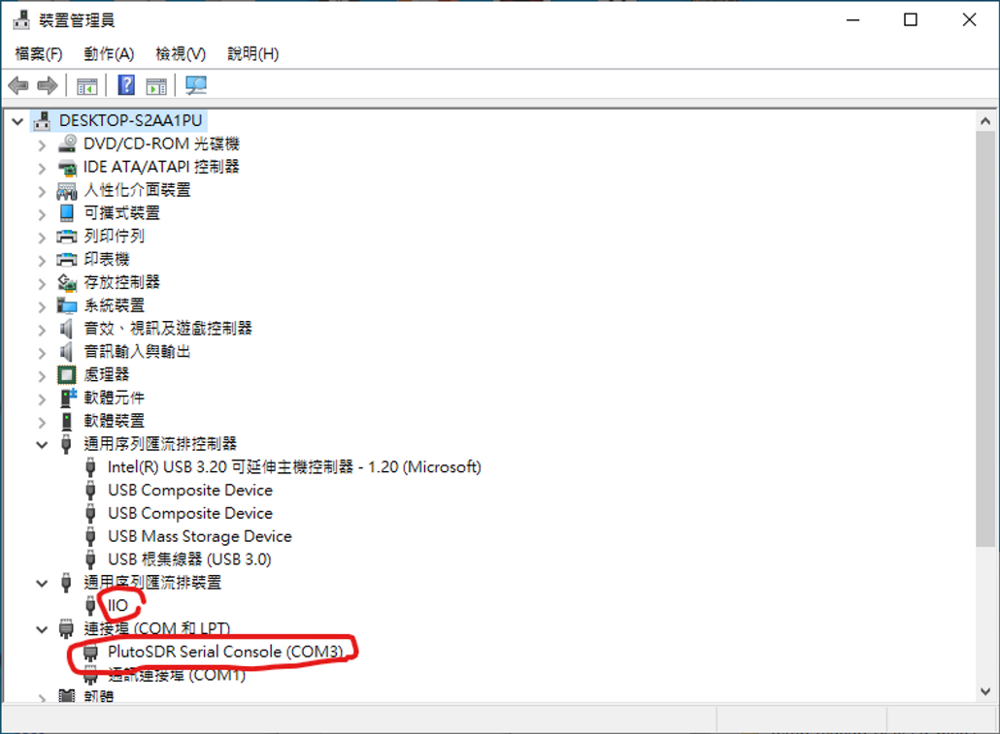 裝置管理員
檔案(F) 動作(A) 檢視(V) 說明(H)
DESKTOP-S2AA1PU
DVD/CD-ROM 光碟機
IDE ATA/ATAPI 控制器
人性化介面裝置
可攜式裝置
列印佇列
印表機
存放控制器
系統裝置
音效、視訊及遊戲控制器
音訊輸入與輸出
處理器
軟體元件
軟體裝置
通用序列匯流排控制器
Intel(R) USB 3.20 可延伸主機控制器 - 1.20 (Microsoft)
USB Composite Device
USB Composite Device
USB Mass Storage Device
USB 根集線器 (USB 3.0)
通用序列匯流排裝置
IIO
連接埠 (COM 和 LPT)
PlutoSDR Serial Console (COM3)
通訊連接埠 (COM1)
韌體